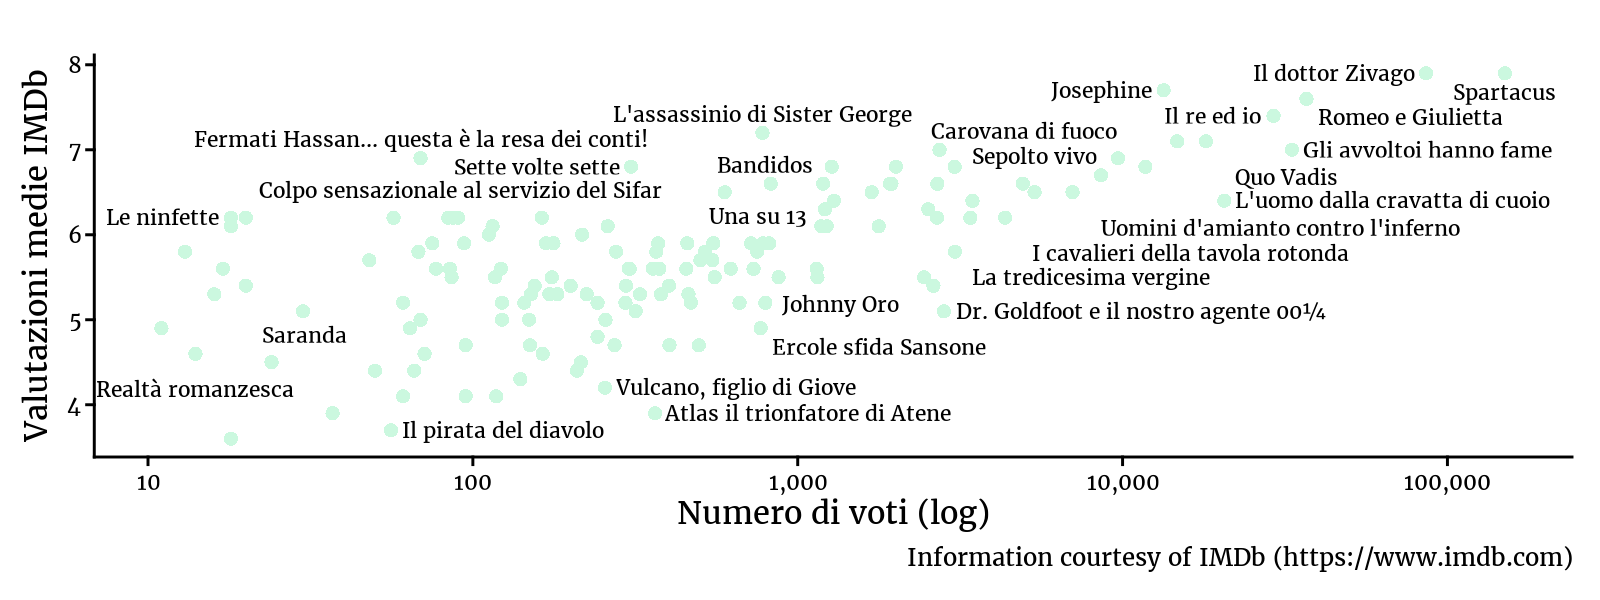 Valutazioni medie IMDb
8
7
6
5
4
Il dottor Zivago
Josephine
Spartacus
L'assassinio di Sister George
Il re ed io
Romeo e Giulietta
Carovana di fuoco
Fermati Hassan... questa è la resa dei conti!
Gli avvoltoi hanno fame
Sepolto vivo
Bandidos
Sette volte sette
Quo Vadis
Colpo sensazionale al servizio del Sifar
L'uomo dalla cravatta di cuoio
Le ninfette
Una su 13
Uomini d'amianto contro l'inferno
I cavalieri della tavola rotonda
La tredicesima vergine
Johnny Oro
Dr. Goldfoot e il nostro agente 00¼
Saranda
Ercole sfida Sansone
Realtà romanzesca
Vulcano, figlio di Giove
Atlas il trionfatore di Atene
Il pirata del diavolo
10
100
1,000
10,000
100,000
Numero di voti (log)
Information courtesy of IMDb (https://www.imdb.com)